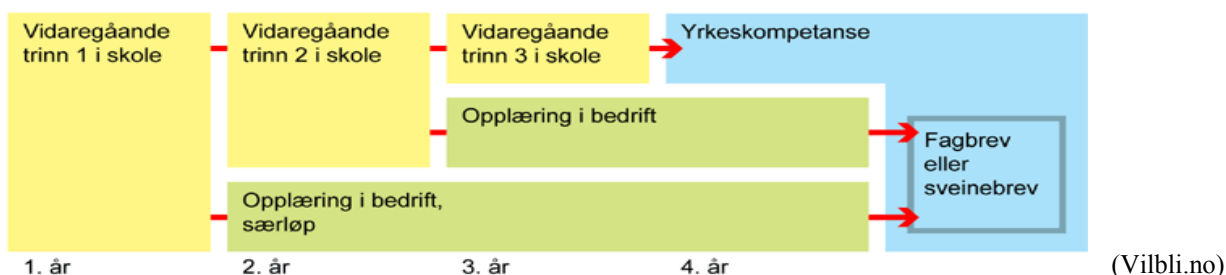 Vidaregåande
trinn 1 i skole
Vidaregåande
trinn 2 i skole
Vidaregåande
trinn 3 i skole
Yrkeskompetanse
Opplæring i bedrift
Fagbrev
eller
sveinebrev
Opplæring i bedrift,
særløp
1. år
2. år
3. år
4. år
(Vilbli.no)